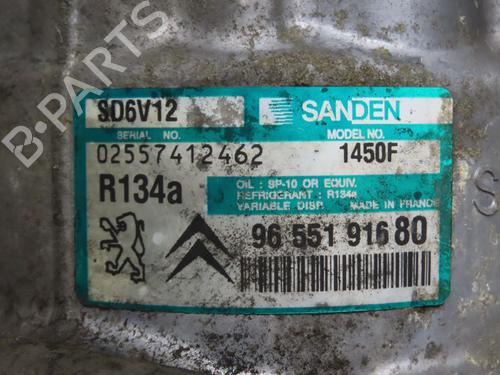 B-PARTS
SD6V12
SANDEN
SERIAL NO.
MODEL NO.
02557412462
1450F
R134a
OIL : SP-10 OR EQUIV.
REFRIGERANT : R134a
VARIABLE DISP. MADE IN FRANCE
96 551 916 80
S